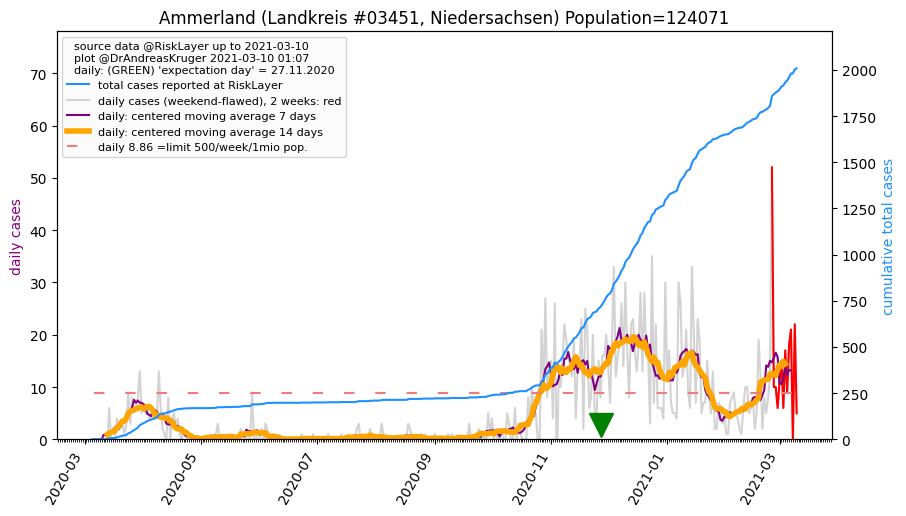 Ammerland (Landkreis #03451, Niedersachsen) Population=124071
source data @RiskLayer up to 2021-03-10
plot @DrAndreasKruger 2021-03-10 01:07
daily: (GREEN) 'expectation day' = 27.11.2020
total cases reported at RiskLayer
daily cases (weekend-flawed), 2 weeks: red
daily: centered moving average 7 days
daily: centered moving average 14 days
daily 8.86 =limit 500/week/1mio pop.
daily cases
70
60
50
40
30
20
10
0
cumulative total cases
2000
1750
1500
1250
1000
750
500
250
0
2020-03
2020-05
2020-07
2020-09
2020-11
2021-01
2021-03